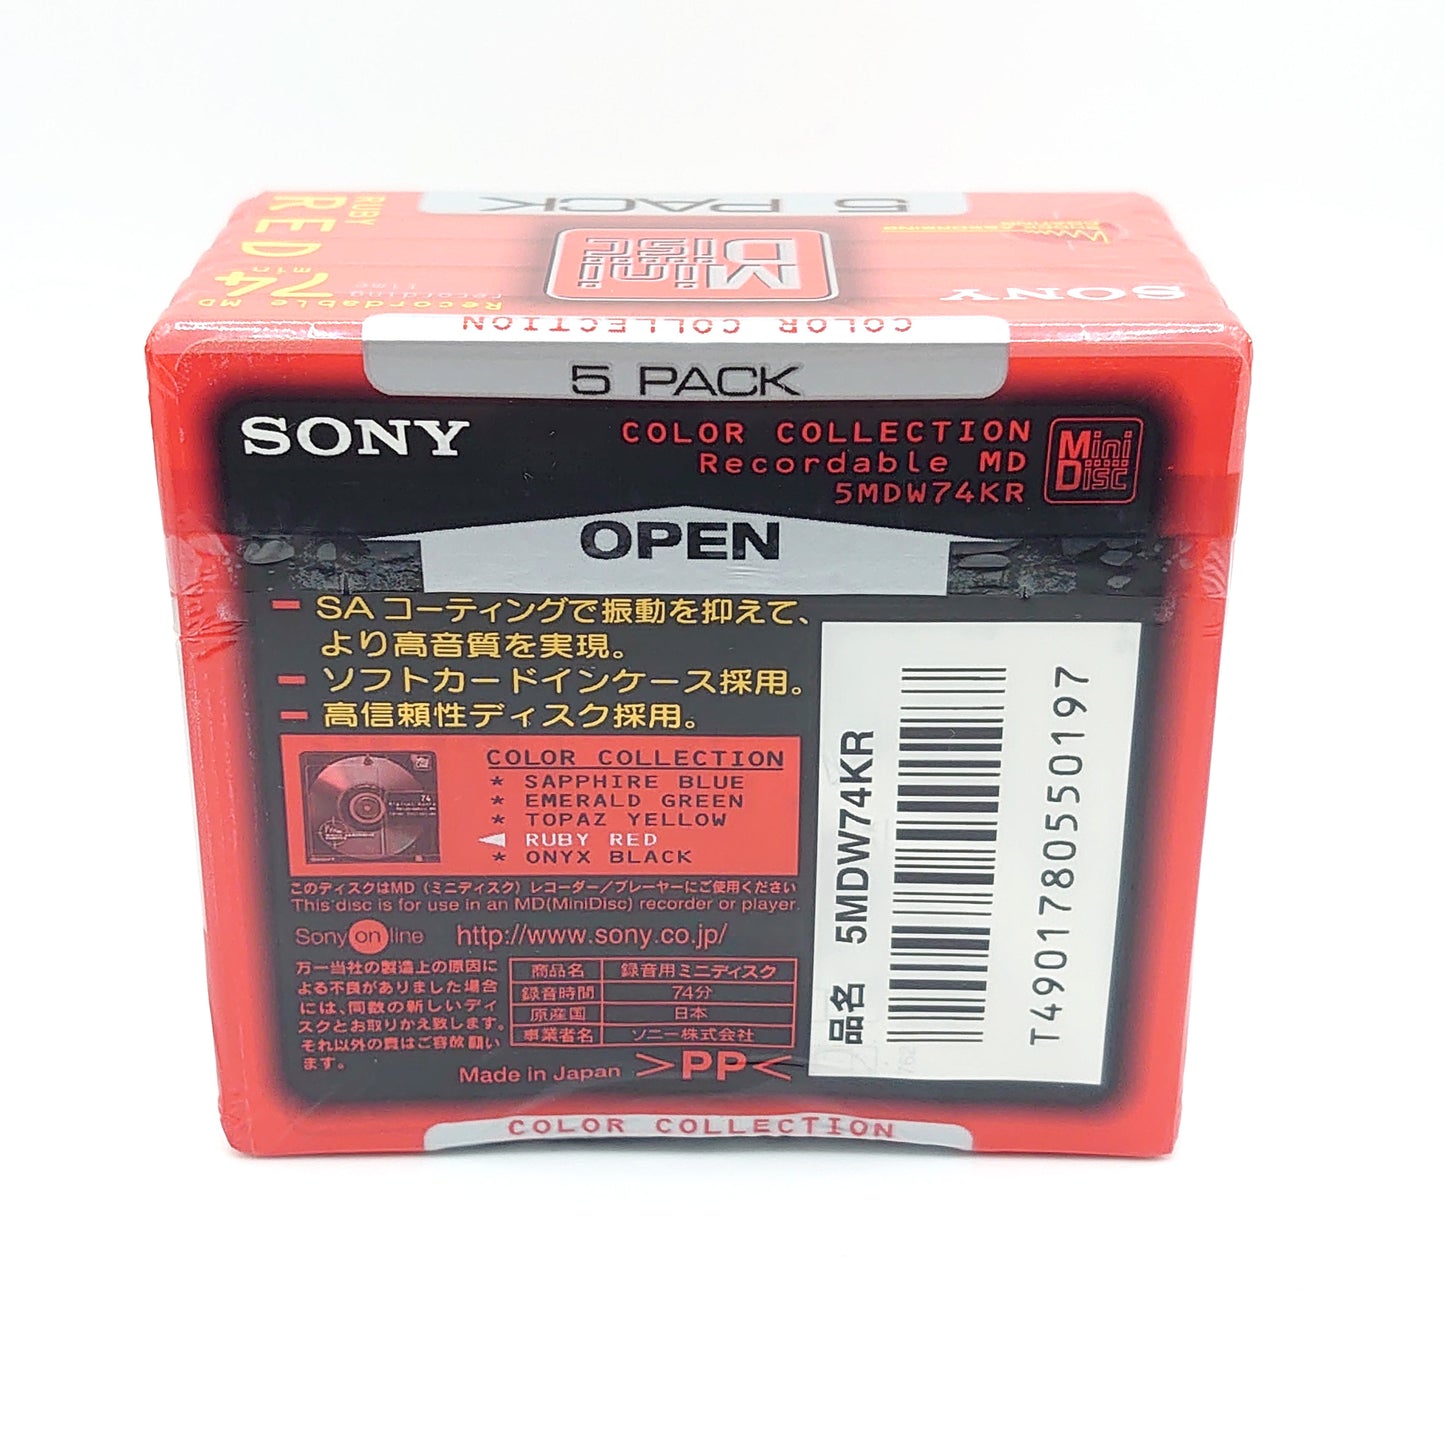 5 PACK
RUBY
RED
74
min
recording
time
Recordable MD
Mini
Disc
SONY
COLOR COLLECTION
5 PACK
SONY
COLOR COLLECTION
Recordable MD
5MDW74KR
Mini
Disc
OPEN
SAコーティングで振動を抑えて、
より高音質を実現。
ソフトカードインケース採用。
高信頼性ディスク採用。
COLOR COLLECTION
* SAPPHIRE BLUE
* EMERALD GREEN
* TOPAZ YELLOW
RUBY RED
* ONYX BLACK
74
このディスクはMD（ミニディスク）レコーダー／プレーヤーにご使用ください
This disc is for use in an MD(MiniDisc) recorder or player.
Sony on line http://www.sony.co.jp/
万一当社の製造上の原因に
よる不良がありました場合
には、同数の新しいディ
スクとお取りかえ致します。
それ以外の責はご容赦願い
ます。
商品名 録音用ミニディスク
録音時間 74分
原産国 日本
事業者名 ソニー株式会社
Made in Japan >PP<
品名 5MDW74KR
T4901780550197
COLOR COLLECTION